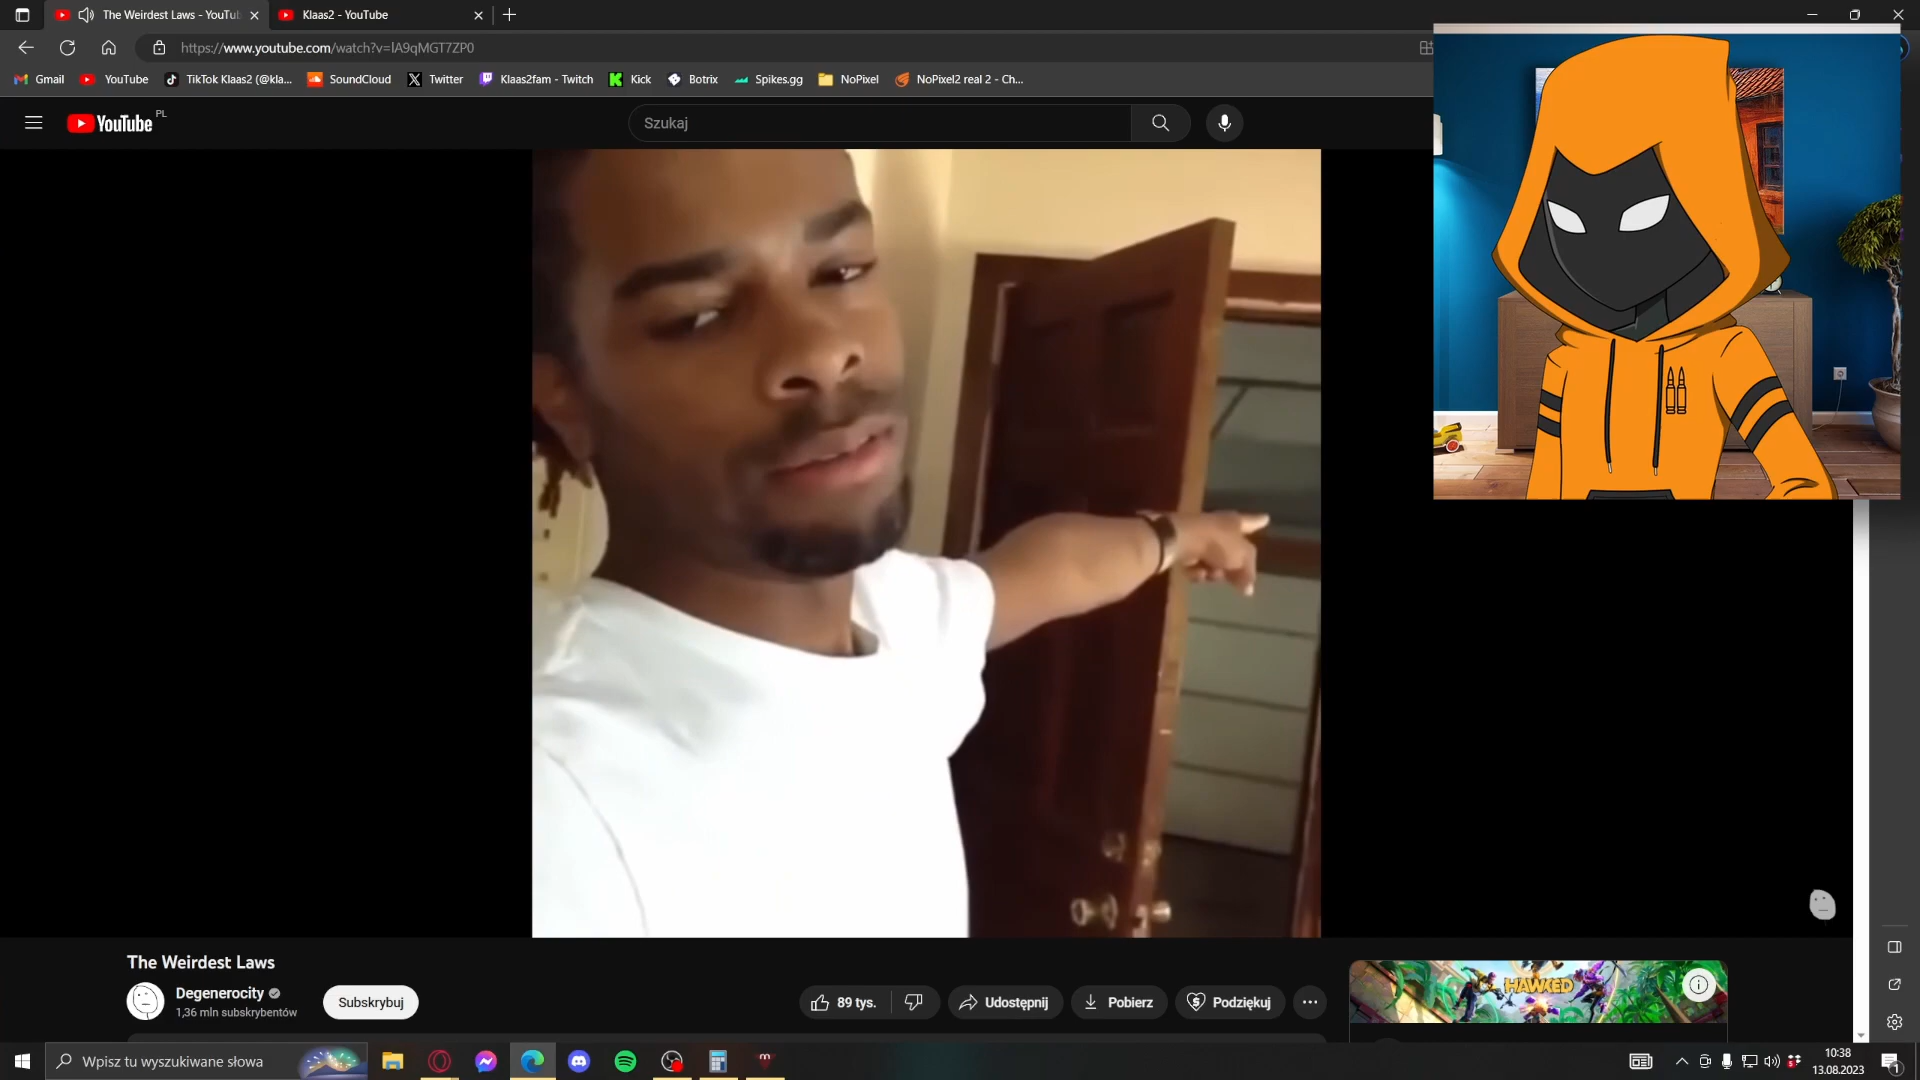 The Weirdest Laws - YouTu
Klaas2 - YouTube
https://www.youtube.com/watch?v=lA9qMGT7ZP0
Gmail
YouTube
TikTok Klaas2 (@kla...
SoundCloud
Twitter
Klaas2fam - Twitch
Kick
Botrix
Spikes.gg
NoPixel
NoPixel2 real 2 - Ch...
YouTube PL
Szukaj
The Weirdest Laws
Degenerocity
1,36 mln subskrybentów
Subskrybuj
89 tys.
Udostępnij
Pobierz
Podziękuj
HAWKED
Wpisz tu wyszukiwane słowa
10:38
13.08.2023
1